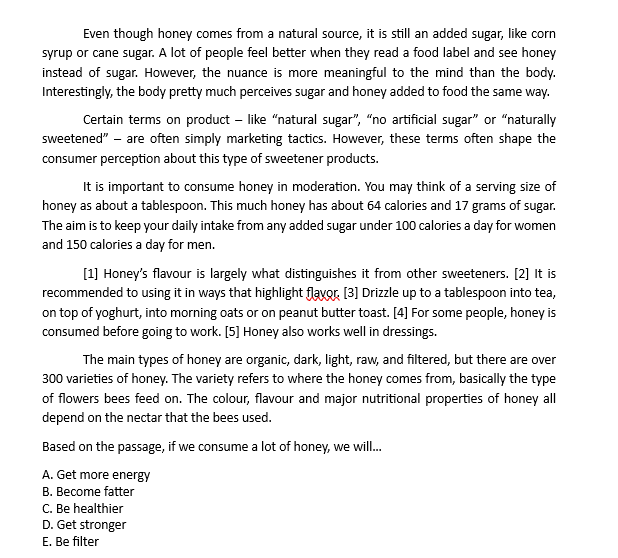 Even though honey comes from a natural source, it is still an added sugar, like corn
syrup or cane sugar. A lot of people feel better when they read a food label and see honey
instead of sugar. However, the nuance is more meaningful to the mind than the body.
Interestingly, the body pretty much perceives sugar and honey added to food the same way.
Certain terms on product – like “natural sugar”, “no artificial sugar” or “naturally
sweetened” – are often simply marketing tactics. However, these terms often shape the
consumer perception about this type of sweetener products.
It is important to consume honey in moderation. You may think of a serving size of
honey as about a tablespoon. This much honey has about 64 calories and 17 grams of sugar.
The aim is to keep your daily intake from any added sugar under 100 calories a day for women
and 150 calories a day for men.
[1] Honey’s flavour is largely what distinguishes it from other sweeteners. [2] It is
recommended to using it in ways that highlight flavor. [3] Drizzle up to a tablespoon into tea,
on top of yoghurt, into morning oats or on peanut butter toast. [4] For some people, honey is
consumed before going to work. [5] Honey also works well in dressings.
The main types of honey are organic, dark, light, raw, and filtered, but there are over
300 varieties of honey. The variety refers to where the honey comes from, basically the type
of flowers bees feed on. The colour, flavour and major nutritional properties of honey all
depend on the nectar that the bees used.
Based on the passage, if we consume a lot of honey, we will...
A. Get more energy
B. Become fatter
C. Be healthier
D. Get stronger
E. Be filter